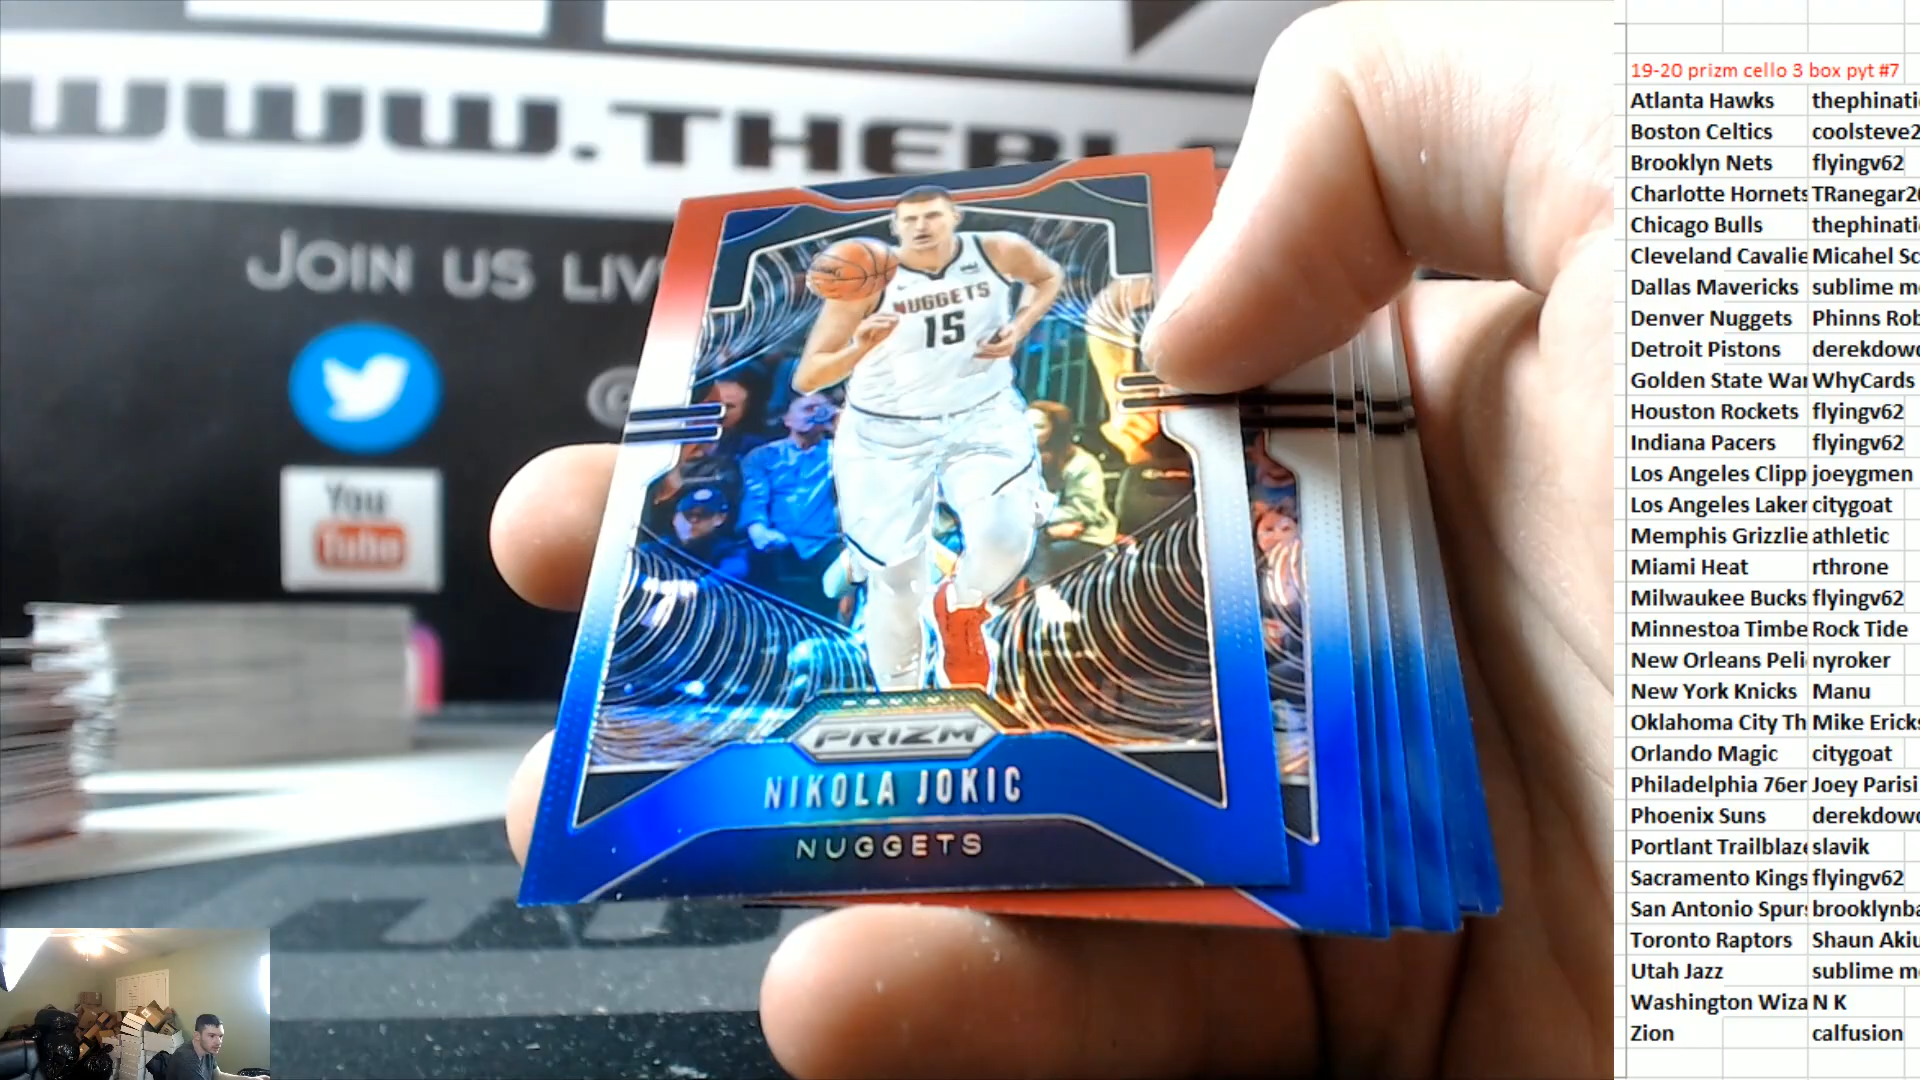 WWW.THEBL
JOIN US LIV
@
You
Tube
NUGGETS
15
PRIZM
NIKOLA JOKIC
NUGGETS
19-20 prizm cello 3 box pyt #7
Atlanta Hawks thephinati
Boston Celtics coolsteve2
Brooklyn Nets flyingv62
Charlotte Hornets TRanegar20
Chicago Bulls thephinati
Cleveland Cavalie Micahel Sc
Dallas Mavericks sublime m
Denver Nuggets Phinns Rob
Detroit Pistons derekdowd
Golden State War WhyCards
Houston Rockets flyingv62
Indiana Pacers flyingv62
Los Angeles Clipp joeygmen
Los Angeles Laker citygoat
Memphis Grizzlie athletic
Miami Heat rthrone
Milwaukee Bucks flyingv62
Minnestoa Timbe Rock Tide
New Orleans Peli nyroker
New York Knicks Manu
Oklahoma City Th Mike Ericks
Orlando Magic citygoat
Philadelphia 76er Joey Parisi
Phoenix Suns derekdowd
Portlant Trailblaze slavik
Sacramento Kings flyingv62
San Antonio Spurs brooklynba
Toronto Raptors Shaun Akiu
Utah Jazz sublime m
Washington Wiza N K
Zion calfusion